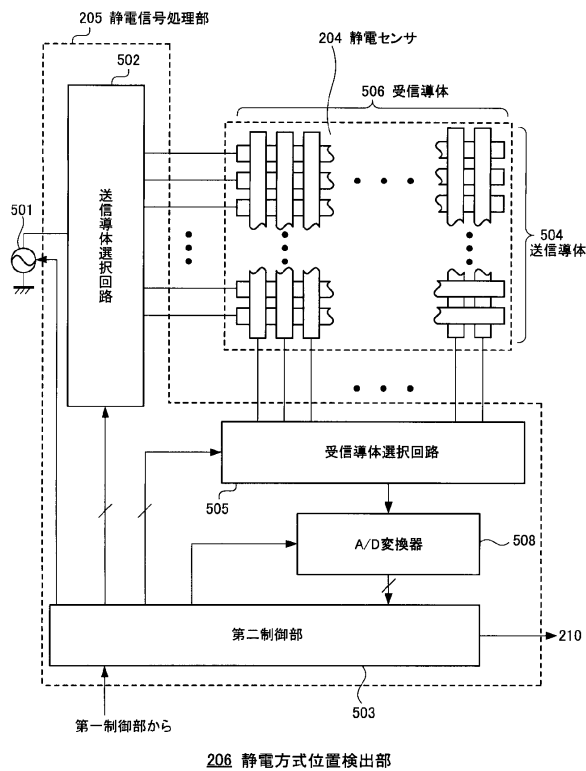 205 静電信号処理部
502
204 静電センサ
506 受信導体
送信導体選択回路
501
504
送信導体
受信導体選択回路
505
A/D変換器
508
第二制御部
210
503
第一制御部から
206 静電方式位置検出部